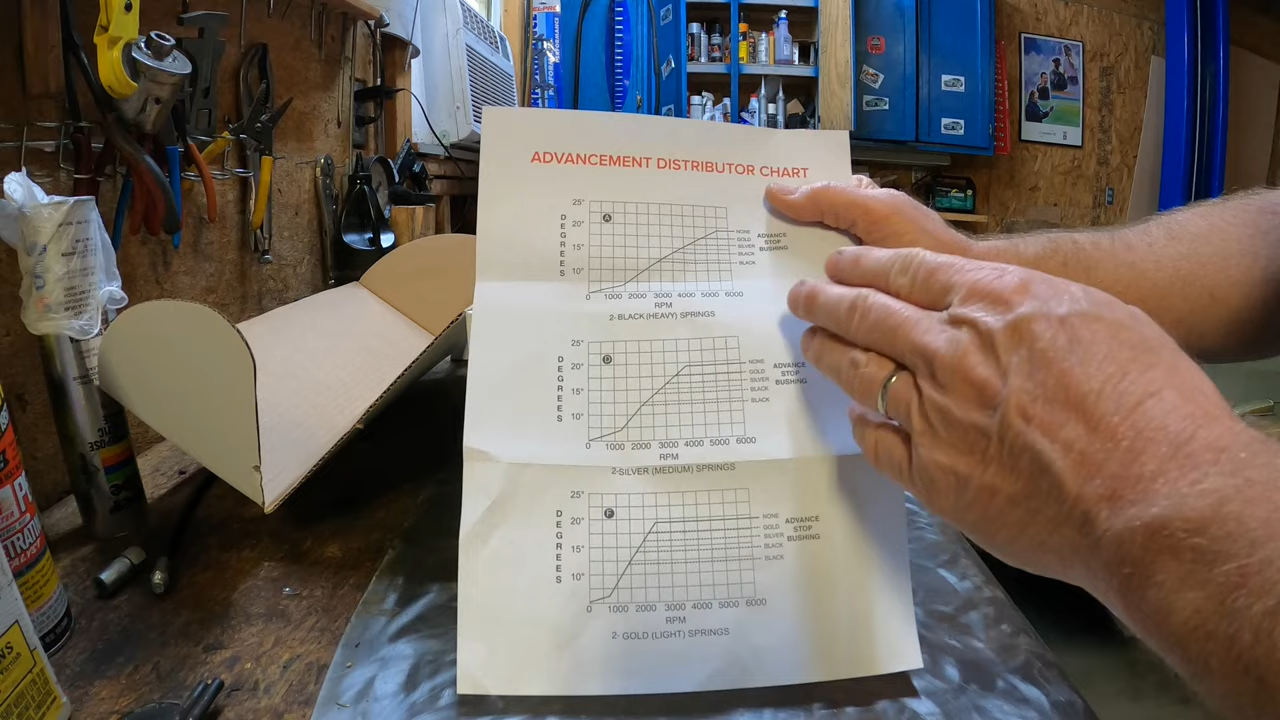 ADVANCEMENT DISTRIBUTOR CHART
25°
20°
15°
10°
DEGREES
A
NONE
GOLD
SILVER
BLACK
BLACK
ADVANCE
STOP
BUSHING
0 1000 2000 3000 4000 5000 6000
RPM
2-BLACK (HEAVY) SPRINGS
25°
20°
15°
10°
DEGREES
D
NONE
GOLD
SILVER
BLACK
BLACK
ADVANCE
STOP
BUSHING
0 1000 2000 3000 4000 5000 6000
RPM
2-SILVER (MEDIUM) SPRINGS
25°
20°
15°
10°
DEGREES
F
NONE
GOLD
SILVER
BLACK
BLACK
ADVANCE
STOP
BUSHING
0 1000 2000 3000 4000 5000 6000
RPM
2- GOLD (LIGHT) SPRINGS